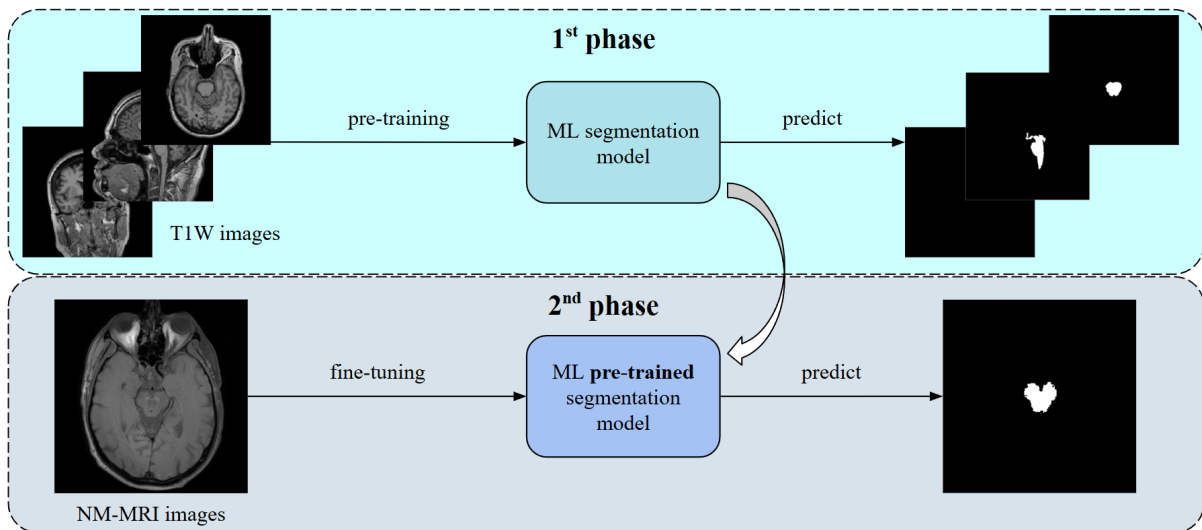 1st phase
pre-training
ML segmentation
model
predict
T1W images
2nd phase
fine-tuning
ML pre-trained
segmentation
model
predict
NM-MRI images